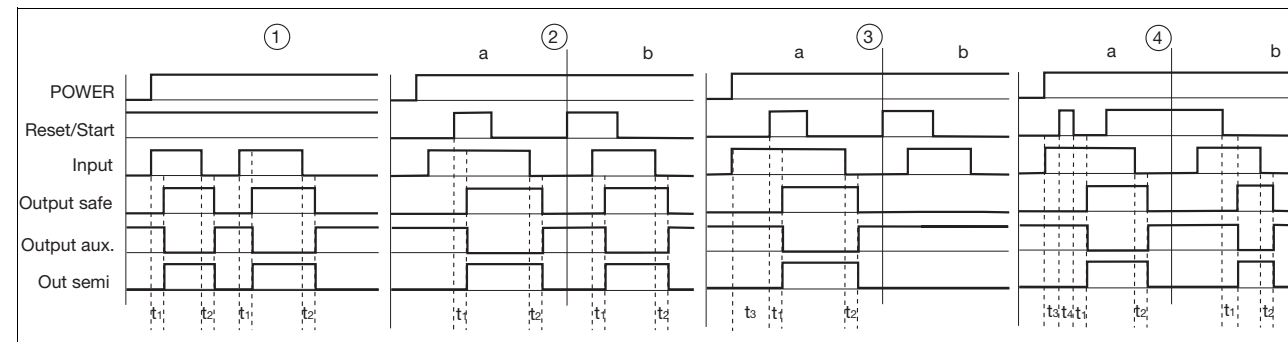 1 2 3 4
a b a b a b
POWER
Reset/Start
Input
Output safe
Output aux.
Out semi
t1 t2 t1 t2 t1 t2 t1 t2 t3 t1 t2 t3 t4 t1 t2 t1 t2